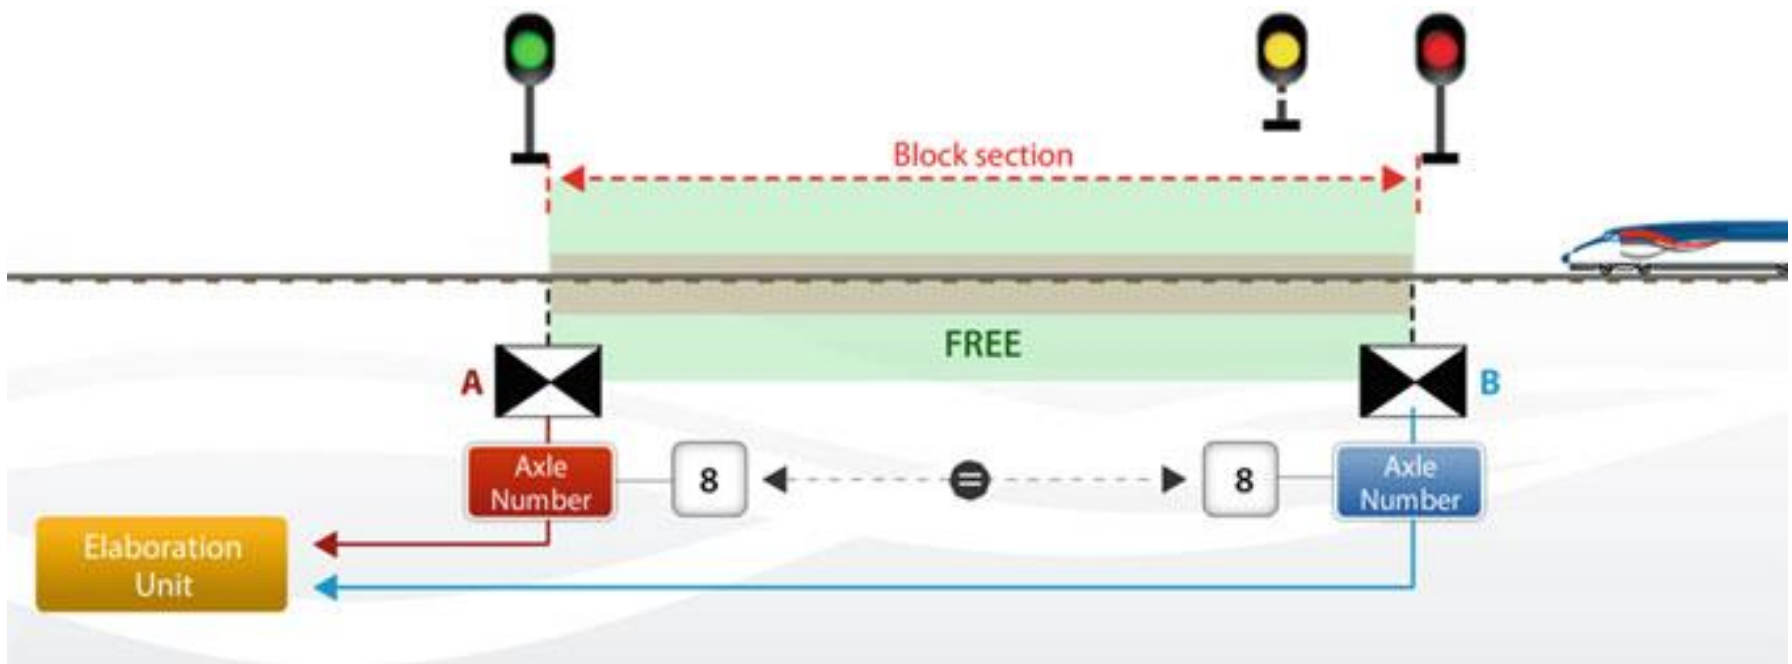 Block section
FREE
A
B
Axle
Number
8
=
8
Axle
Number
Elaboration
Unit